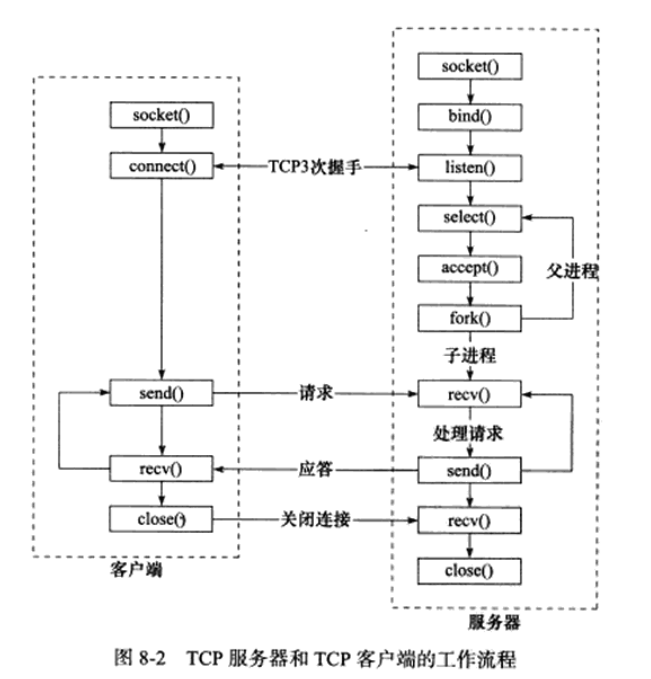 socket()
bind()
socket()
connect()
TCP3次握手
listen()
select()
accept()
父进程
fork()
子进程
send()
请求
recv()
处理请求
recv()
应答
send()
close()
关闭连接
recv()
close()
客户端
服务器
图 8-2 TCP 服务器和 TCP 客户端的工作流程